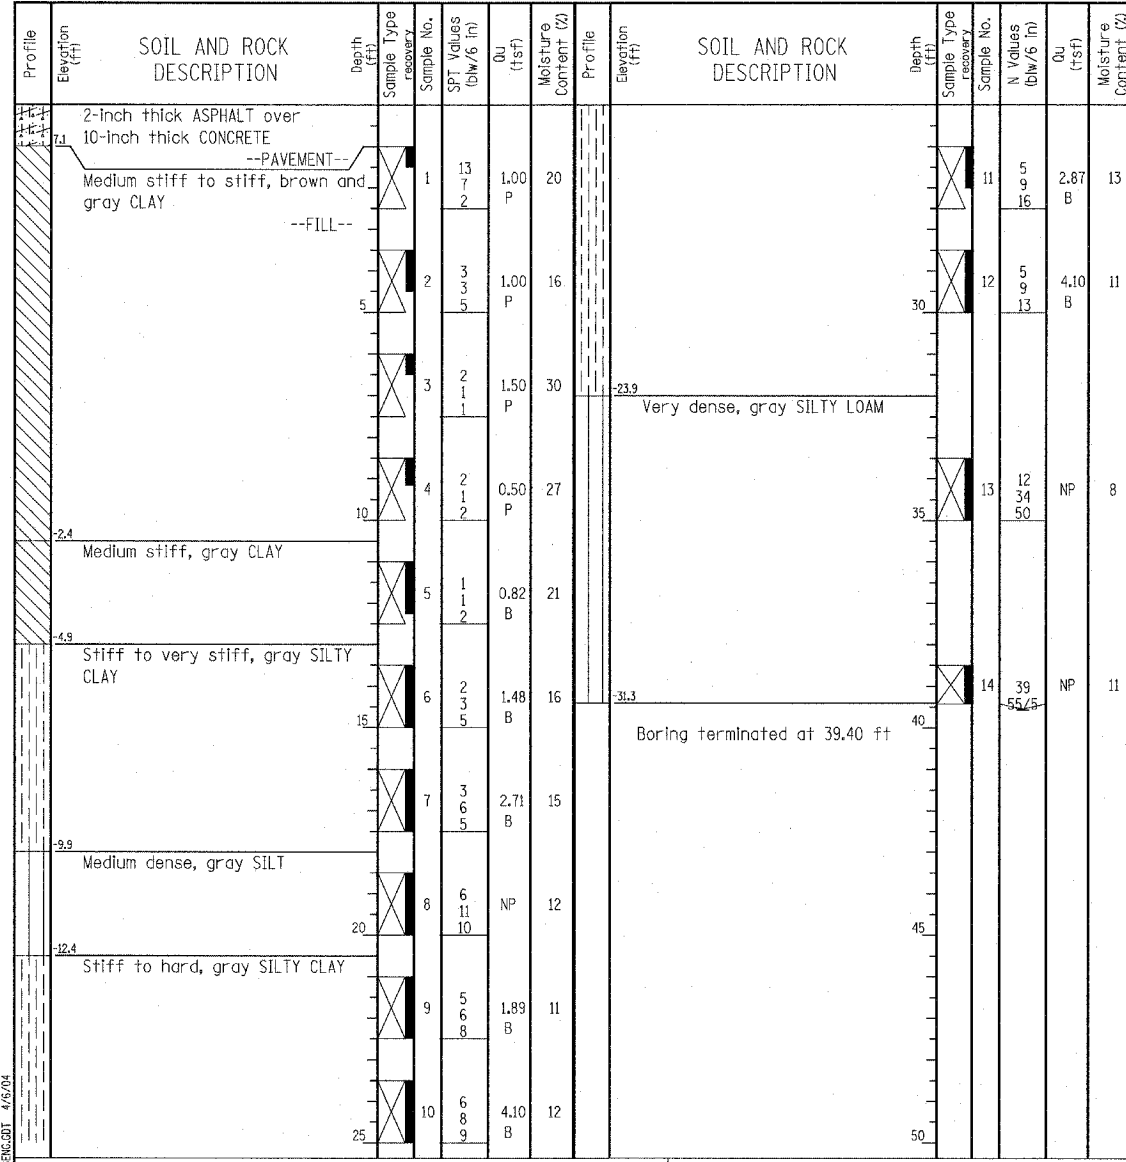 Profile
Elevation
(ft)
SOIL AND ROCK
DESCRIPTION
Depth
(ft)
Sample Type
recovery
Sample No.
SPT Values
(blw/6 in)
Qu
(tsf)
Moisture
Content (%)
Profile
Elevation
(ft)
SOIL AND ROCK
DESCRIPTION
Depth
(ft)
Sample Type
recovery
Sample No.
N Values
(blw/6 in)
Qu
(tsf)
Moisture
Content (%)
2-inch thick ASPHALT over
7.1 10-inch thick CONCRETE
--PAVEMENT--
Medium stiff to stiff, brown and
gray CLAY
--FILL--
1
13
7
2
1.00
P
20
2
3
3
5
1.00
P
16
5
3
2
1
1
1.50
P
30
4
2
1
2
0.50
P
27
10
-2.4
Medium stiff, gray CLAY
5
1
1
2
0.82
B
21
-4.9
Stiff to very stiff, gray SILTY
CLAY
6
2
3
5
1.48
B
16
15
7
3
6
5
2.71
B
15
-9.9
Medium dense, gray SILT
8
6
11
10
NP
12
20
-12.4
Stiff to hard, gray SILTY CLAY
9
5
6
8
1.89
B
11
10
6
8
9
4.10
B
12
25
11
5
9
16
2.87
B
13
12
5
9
13
4.10
B
11
30
-23.9
Very dense, gray SILTY LOAM
13
12
34
50
NP
8
35
14
39
55/5
NP
11
-31.3
40
Boring terminated at 39.40 ft
45
50
ENG.GDT 4/6/04